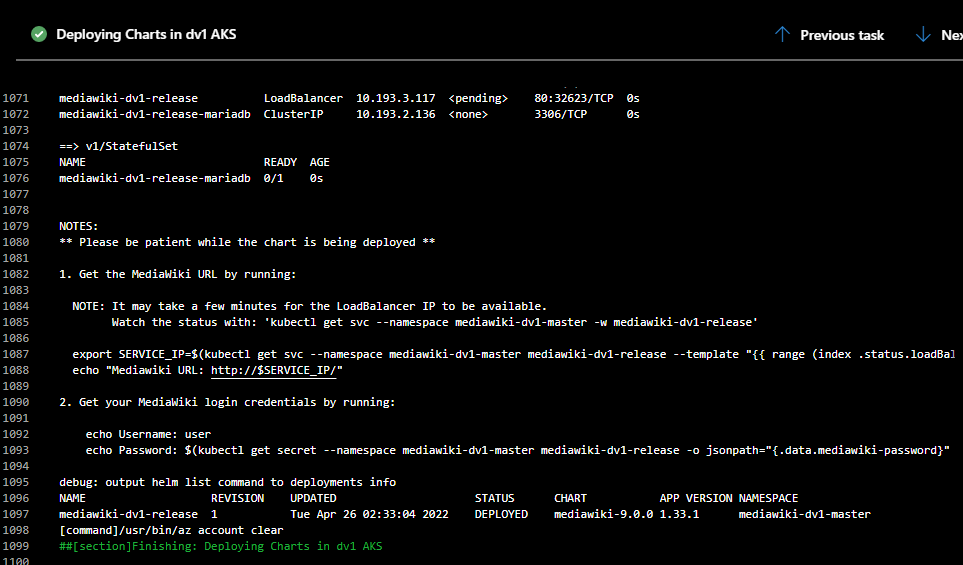 Deploying Charts in dv1 AKS
Previous task
1071 mediawiki-dv1-release LoadBalancer 10.193.3.117 <pending> 80:32623/TCP 0s
1072 mediawiki-dv1-release-mariadb ClusterIP 10.193.2.136 <none> 3306/TCP 0s
1073
1074 ==> v1/StatefulSet
1075 NAME READY AGE
1076 mediawiki-dv1-release-mariadb 0/1 0s
1077
1078
1079 NOTES:
1080 ** Please be patient while the chart is being deployed **
1081
1082 1. Get the MediaWiki URL by running:
1083
1084 NOTE: It may take a few minutes for the LoadBalancer IP to be available.
1085 Watch the status with: 'kubectl get svc --namespace mediawiki-dv1-master -w mediawiki-dv1-release'
1086
1087 export SERVICE_IP=$(kubectl get svc --namespace mediawiki-dv1-master mediawiki-dv1-release --template "{{ range (index .status.loadBal
1088 echo "Mediawiki URL: http://$SERVICE_IP/"
1089
1090 2. Get your MediaWiki login credentials by running:
1091
1092 echo Username: user
1093 echo Password: $(kubectl get secret --namespace mediawiki-dv1-master mediawiki-dv1-release -o jsonpath="{.data.mediawiki-password}"
1094
1095 debug: output helm list command to deployments info
1096 NAME REVISION UPDATED STATUS CHART APP VERSION NAMESPACE
1097 mediawiki-dv1-release 1 Tue Apr 26 02:33:04 2022 DEPLOYED mediawiki-9.0.0 1.33.1 mediawiki-dv1-master
1098 [command]/usr/bin/az account clear
1099 ##[section]Finishing: Deploying Charts in dv1 AKS
1100